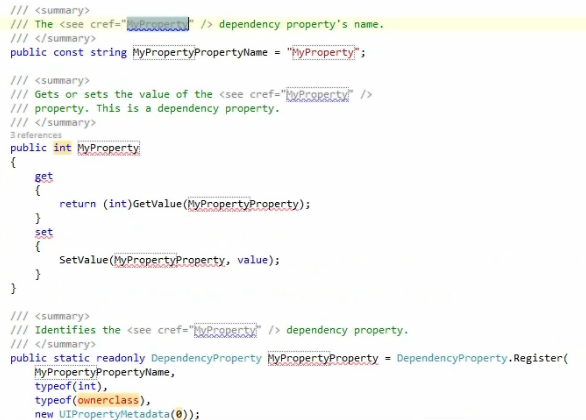 /// <summary>
/// The <see cref="MyProperty" /> dependency property's name.
/// </summary>
public const string MyPropertyPropertyName = "MyProperty";
/// <summary>
/// Gets or sets the value of the <see cref="MyProperty" />
/// property. This is a dependency property.
/// </summary>
3 references
public int MyProperty
{
get
{
return (int)GetValue(MyPropertyProperty);
}
set
{
SetValue(MyPropertyProperty, value);
}
}
/// <summary>
/// Identifies the <see cref="MyProperty" /> dependency property.
/// </summary>
public static readonly DependencyProperty MyPropertyProperty = DependencyProperty.Register(
MyPropertyPropertyName,
typeof(int),
typeof(ownerclass),
new UIPropertyMetadata(0));